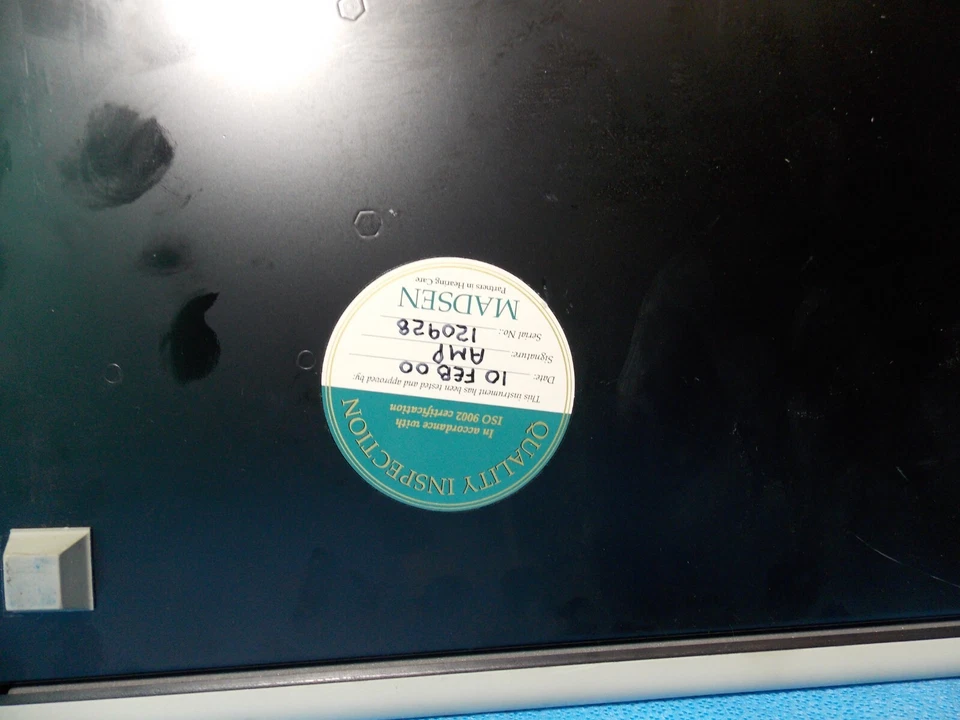 QUALITY INSPECTION
In accordance with
ISO 9002 certification
This instrument has been tested and approved by:
Date: 10 FEB 00
Signature: AMP
Serial No.: 120928
MADSEN
Partners in Hearing Care